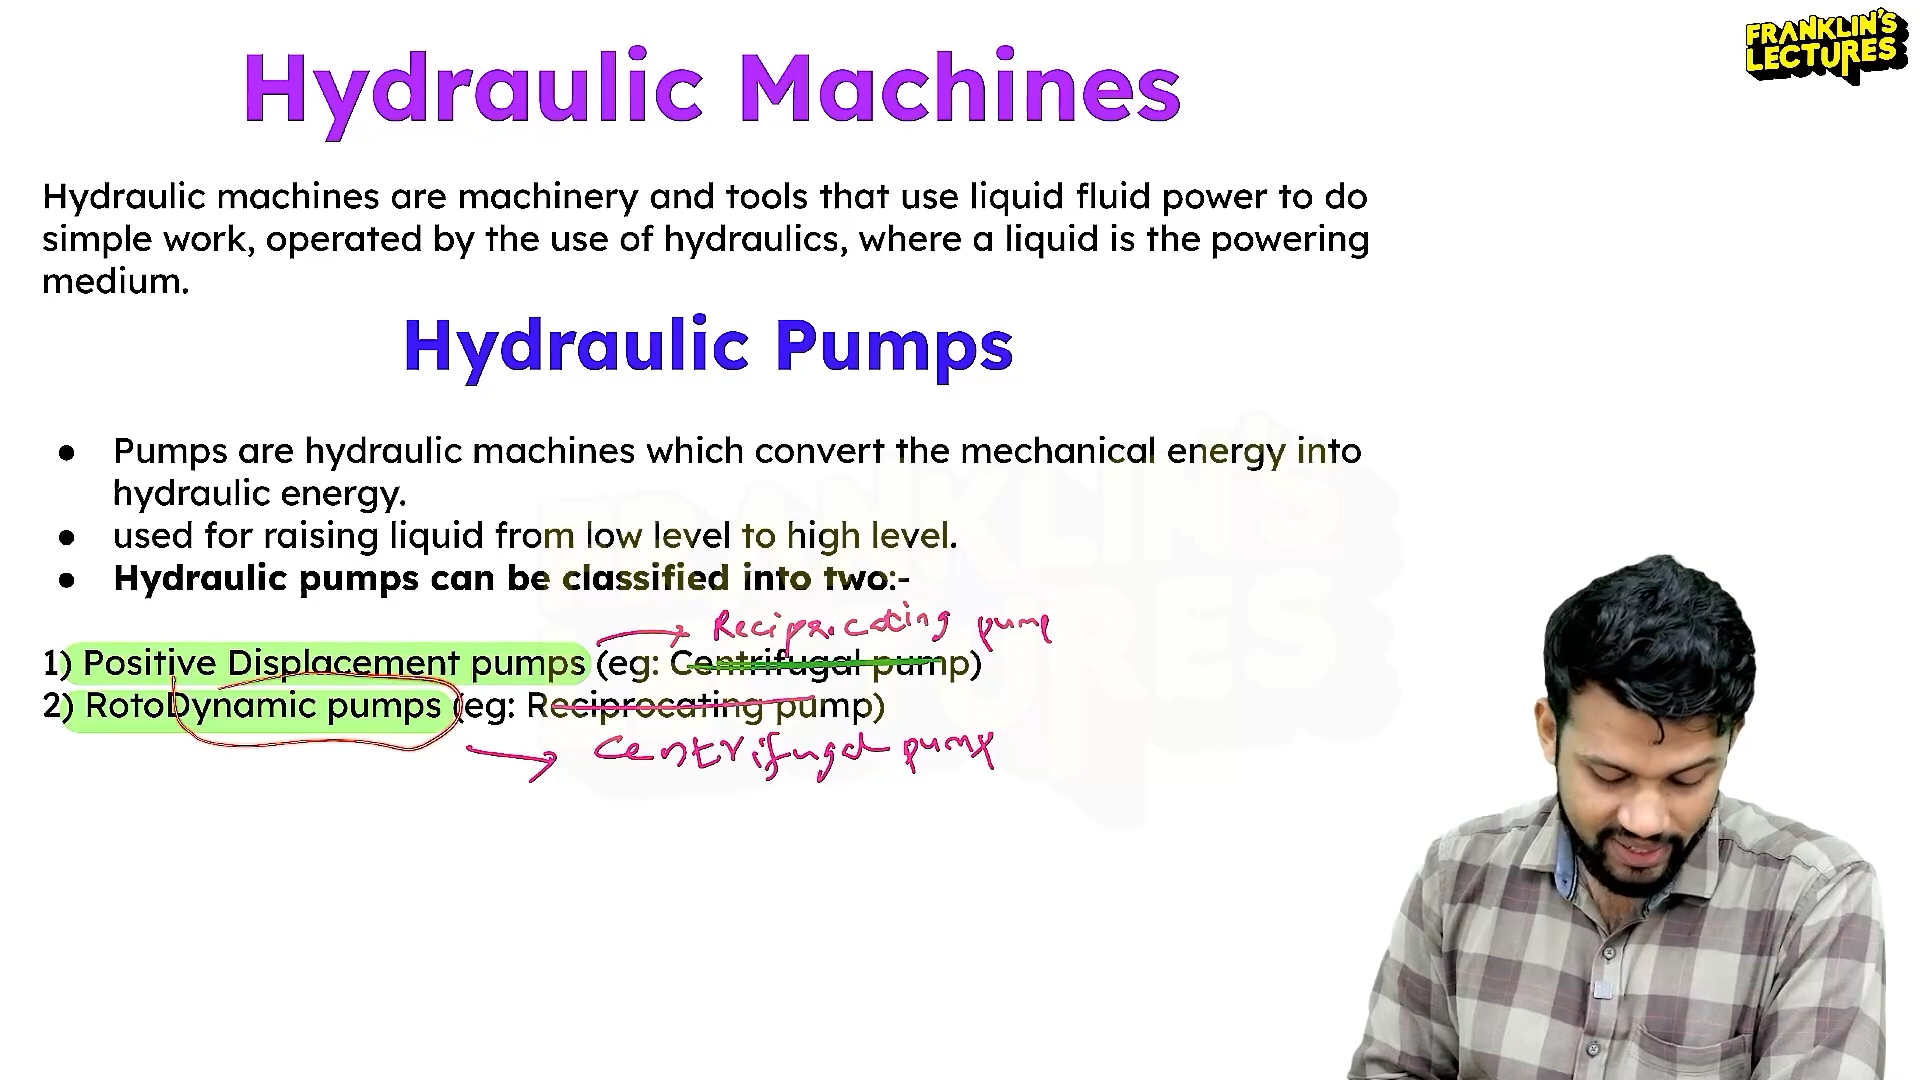 FRANKLIN'S
LECTURES
Hydraulic Machines
Hydraulic machines are machinery and tools that use liquid fluid power to do
simple work, operated by the use of hydraulics, where a liquid is the powering
medium.
Hydraulic Pumps
● Pumps are hydraulic machines which convert the mechanical energy into
hydraulic energy.
● used for raising liquid from low level to high level.
● Hydraulic pumps can be classified into two:-
Reciprocating pump
1) Positive Displacement pumps (eg: Centrifugal pump)
2) RotoDynamic pumps (eg: Reciprocating pump)
Centrifugal pump
FRANKLIN'S
LECTURES